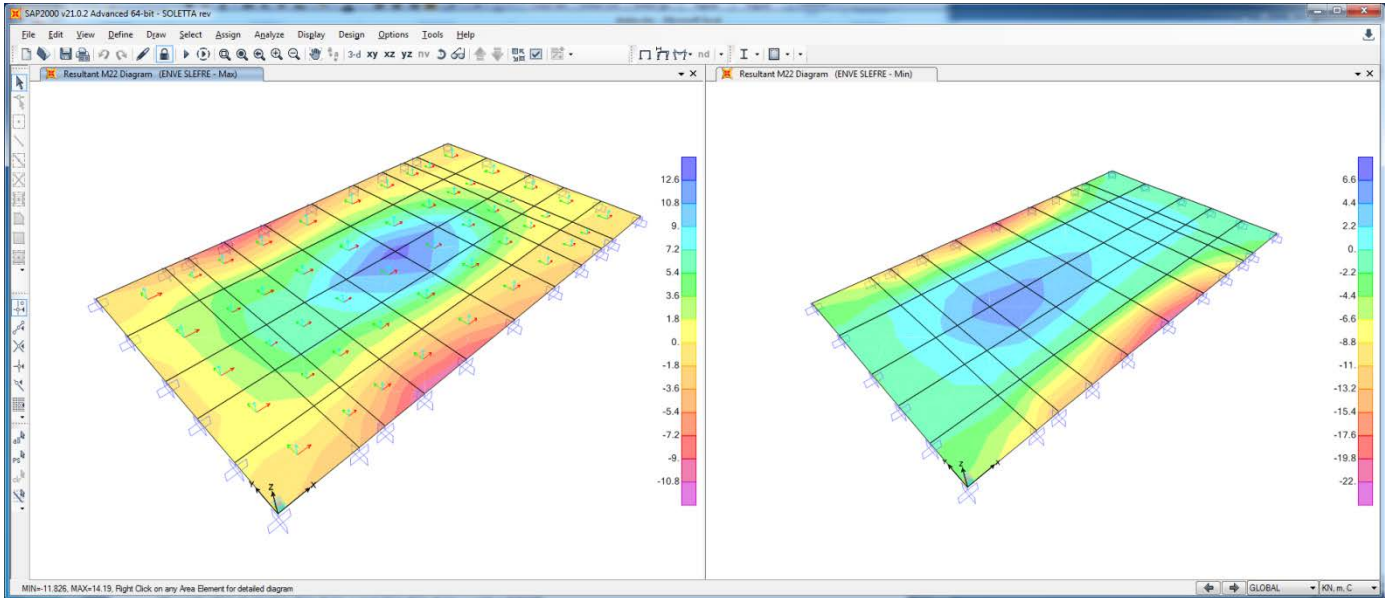 SAP2000 v21.0.2 Advanced 64-bit - SOLETTA rev
File Edit View Define Draw Select Assign Analyze Display Design Options Tools Help
3-d xy xz yz nv nd
Resultant M22 Diagram (ENVE SLEFRE - Max)
Resultant M22 Diagram (ENVE SLEFRE - Min)
12.6
10.8
9.
7.2
5.4
3.6
1.8
0.
-1.8
-3.6
-5.4
-7.2
-9.
-10.8
6.6
4.4
2.2
0.
-2.2
-4.4
-6.6
-8.8
-11.
-13.2
-15.4
-17.6
-19.8
-22.
all
PS
Y Z X
Y Z X
MIN=-11.826, MAX=14.19, Right Click on any Area Element for detailed diagram
GLOBAL
KN, m, C